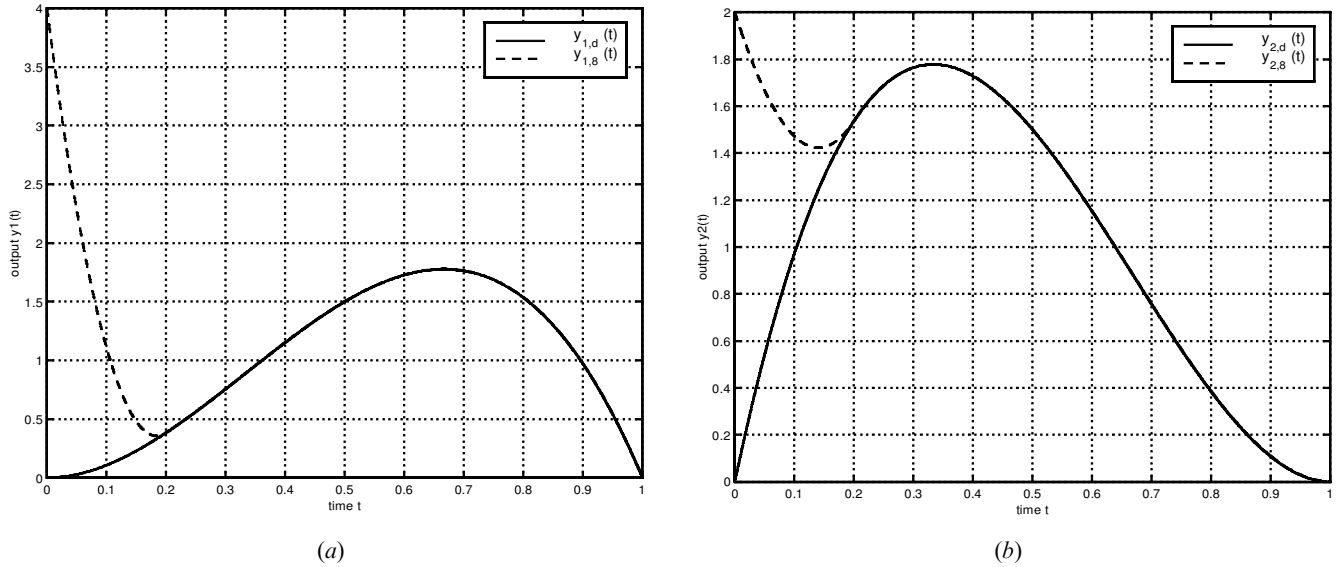 4
3.5
3
2.5
2
1.5
1
0.5
0
output y1(t)
y1,d (t)
y1,8 (t)
0 0.1 0.2 0.3 0.4 0.5 0.6 0.7 0.8 0.9 1
time t
(a)
2
1.8
1.6
1.4
1.2
1
0.8
0.6
0.4
0.2
0
output y2(t)
y2,d (t)
y2,8 (t)
0 0.1 0.2 0.3 0.4 0.5 0.6 0.7 0.8 0.9 1
time t
(b)